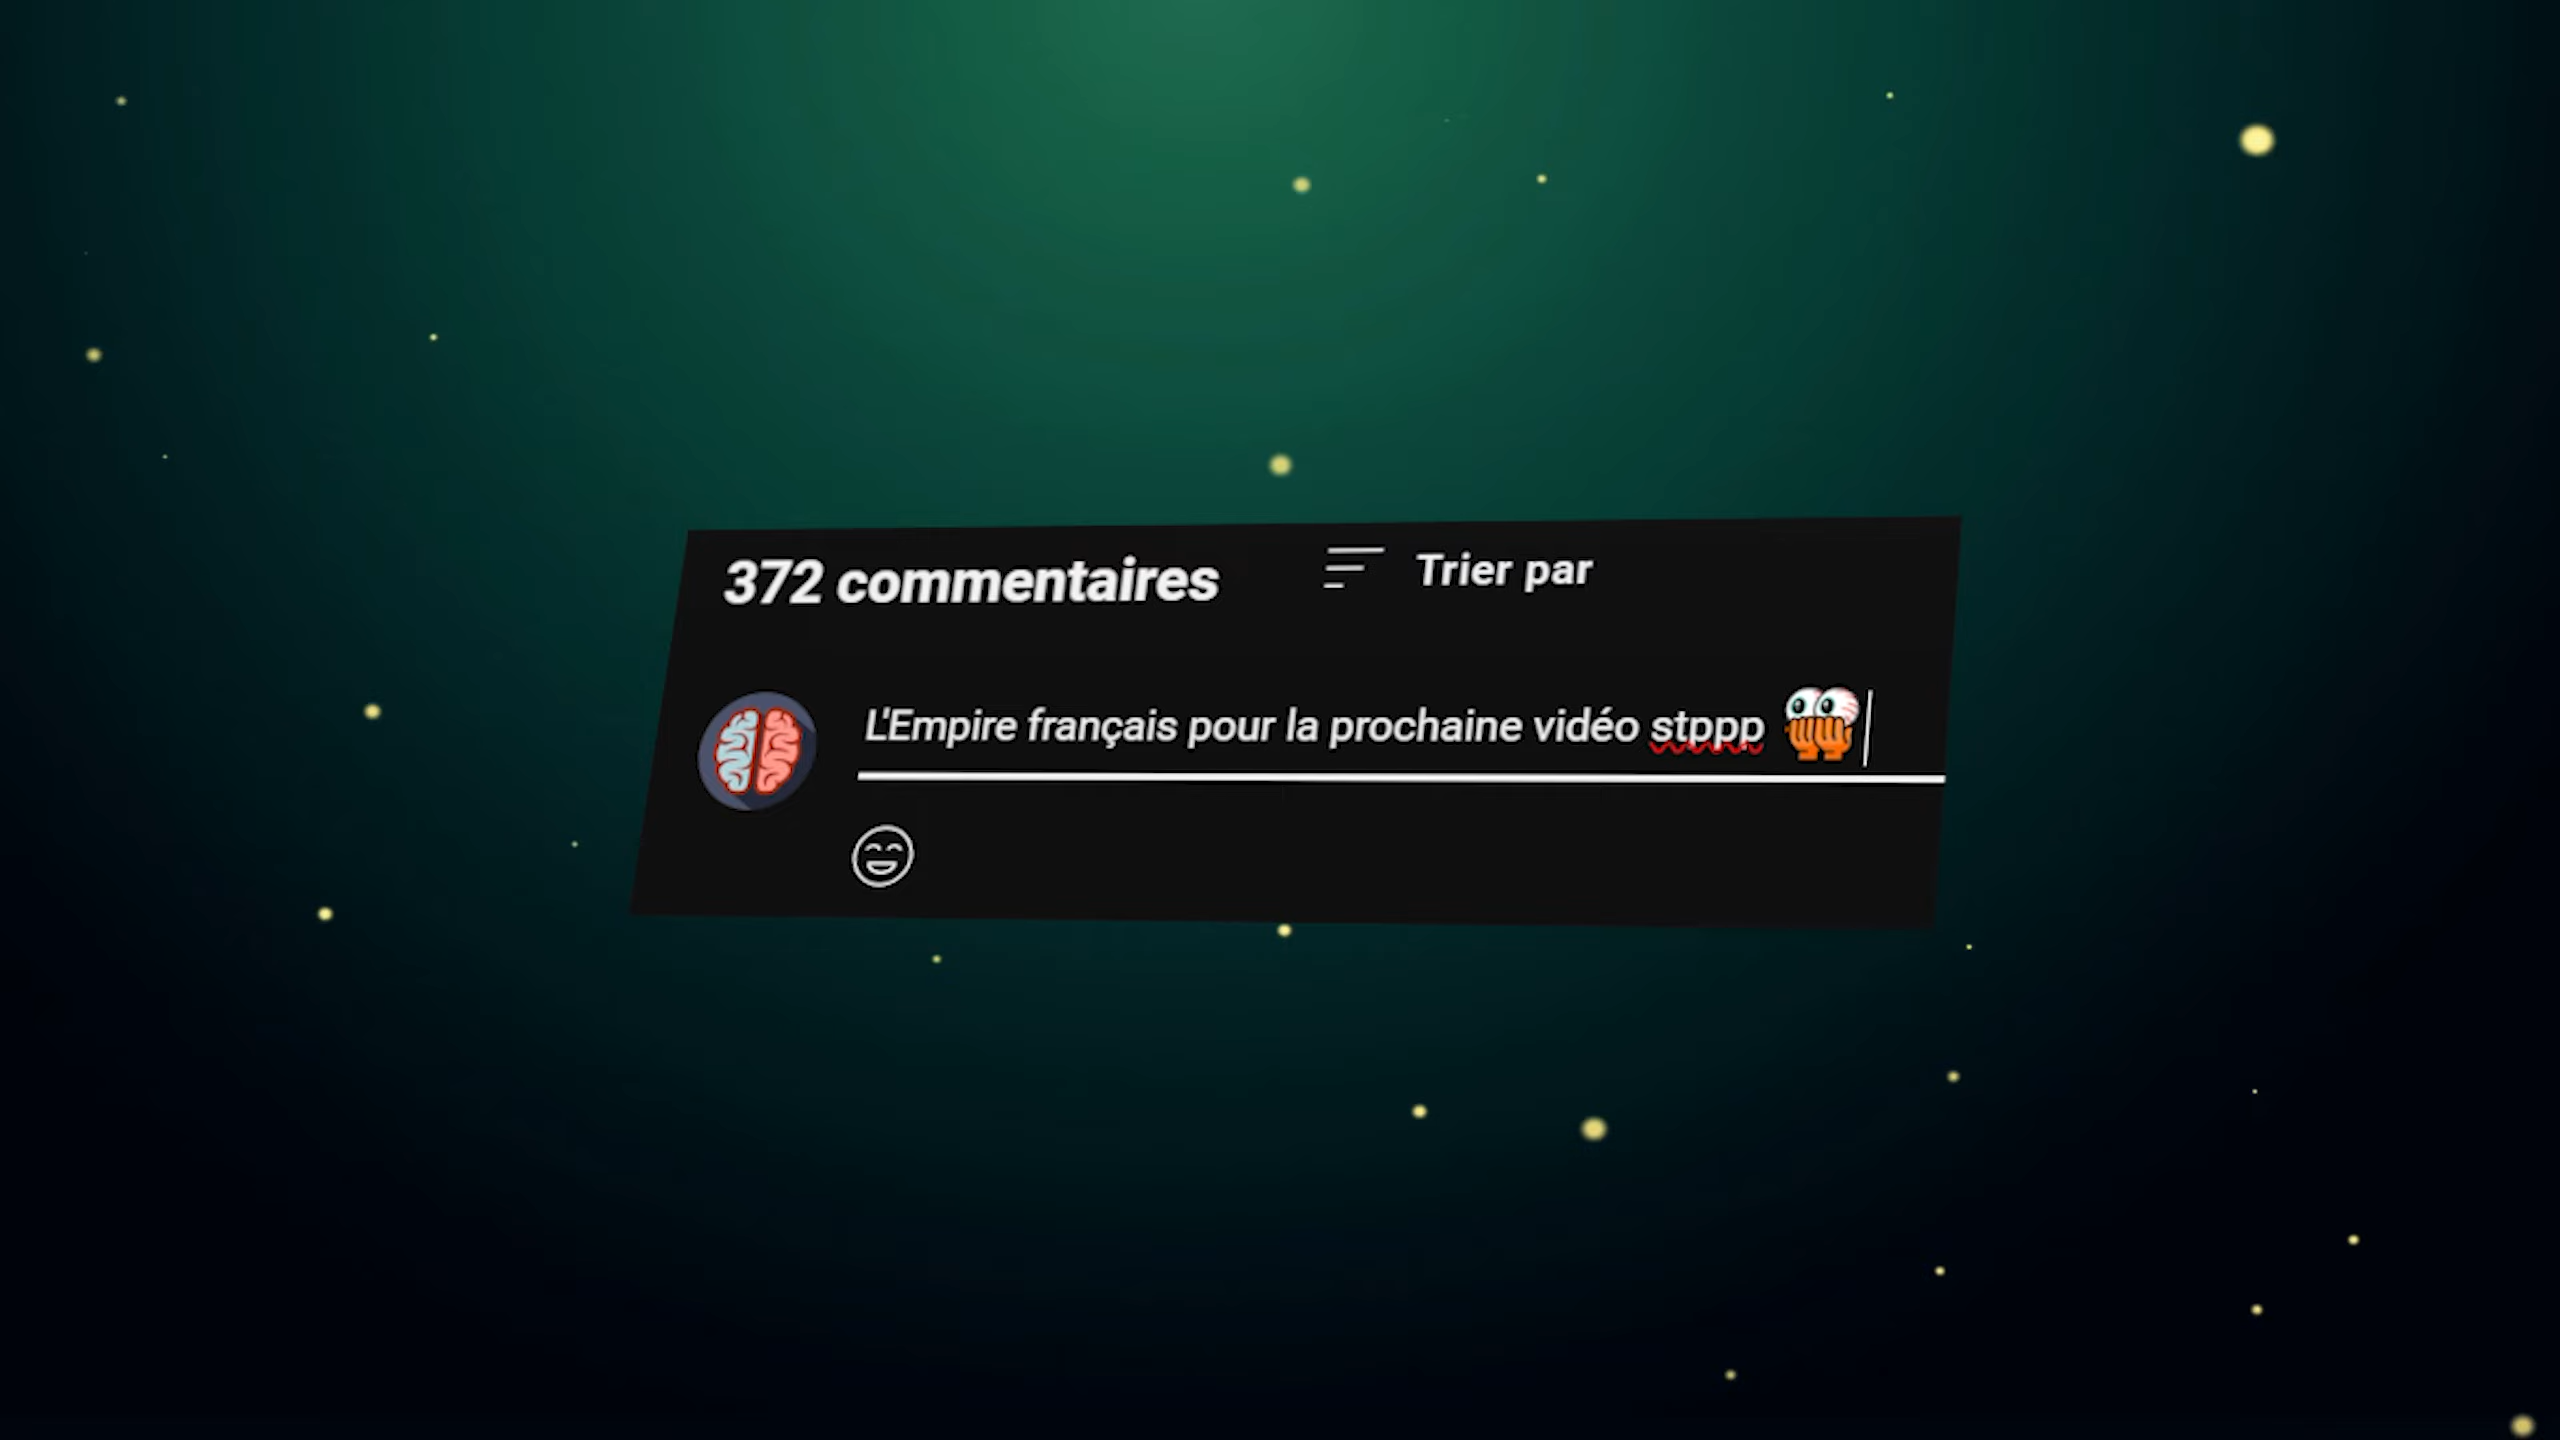 372 commentaires
Trier par
L'Empire français pour la prochaine vidéo stppp